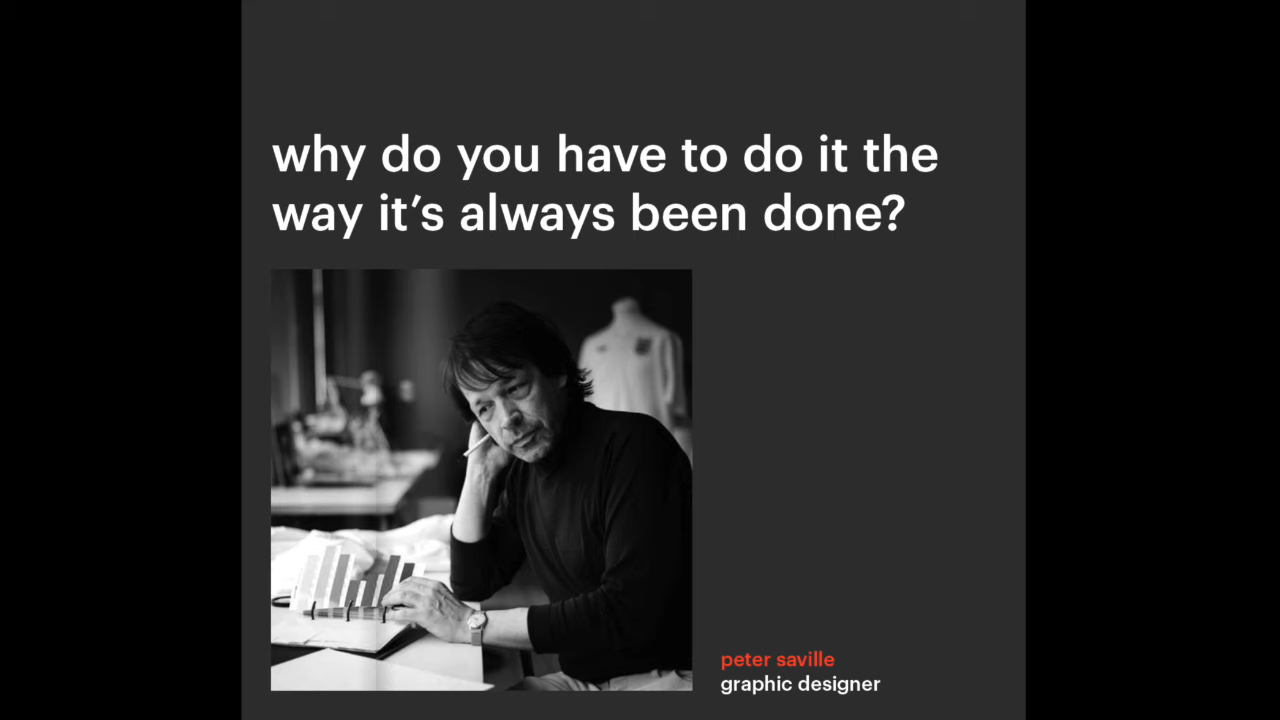 why do you have to do it the
way it’s always been done?
peter saville
graphic designer